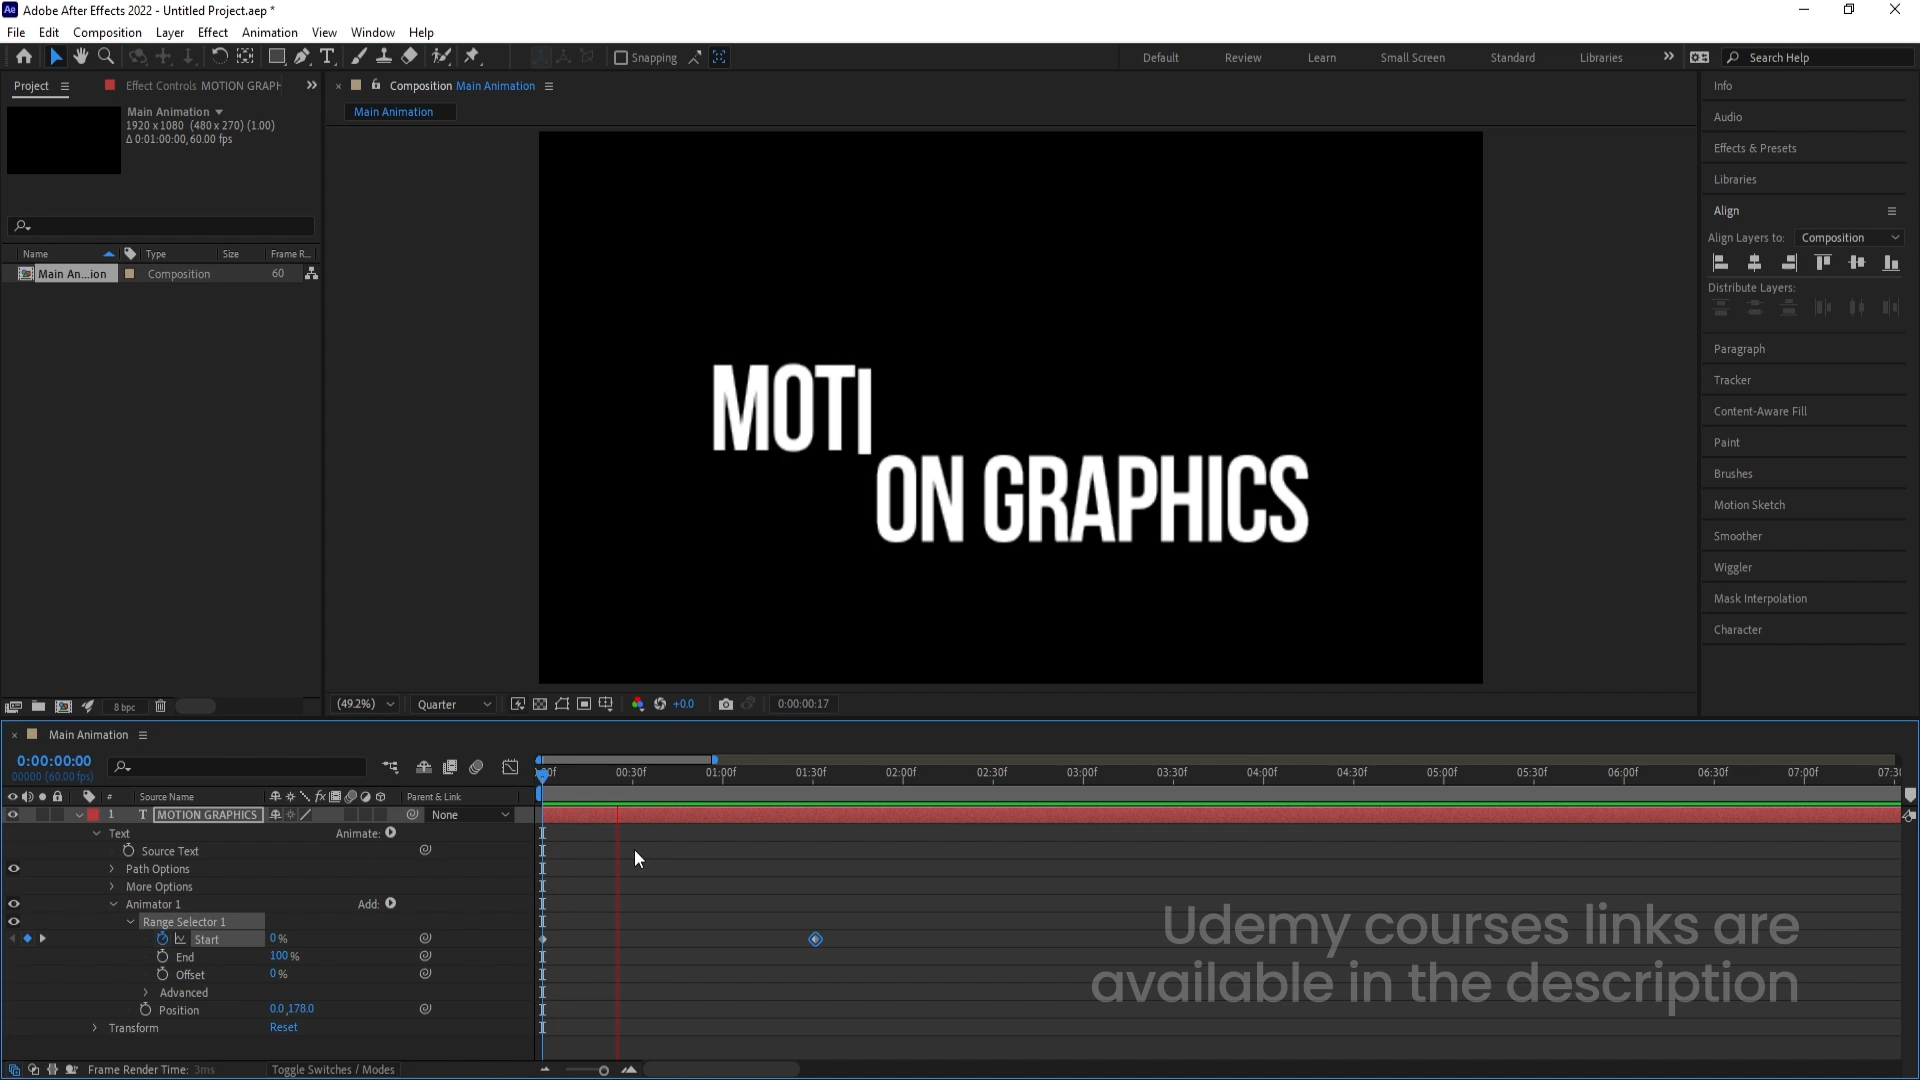 Ae Adobe After Effects 2022 - Untitled Project.aep *
File Edit Composition Layer Effect Animation View Window Help
Snapping Default Review Learn Small Screen Standard Libraries Search Help
Project Effect Controls MOTION GRAPH
Main Animation
1920 x 1080 (480 x 270) (1.00)
Δ 0:01:00:00, 60.00 fps
Name Type Size Frame R...
Main An...ion Composition 60
8 bpc
Composition Main Animation
Main Animation
MOTI
ON GRAPHICS
(49.2%) Quarter +0.0 0:00:00:17
Info
Audio
Effects & Presets
Libraries
Align
Align Layers to: Composition
Distribute Layers:
Paragraph
Tracker
Content-Aware Fill
Paint
Brushes
Motion Sketch
Smoother
Wiggler
Mask Interpolation
Character
Main Animation
0:00:00:00
00000 (60.00 fps)
00:30f 01:00f 01:30f 02:00f 02:30f 03:00f 03:30f 04:00f 04:30f 05:00f 05:30f 06:00f 06:30f 07:00f
# Source Name fx Parent & Link
1 T MOTION GRAPHICS None
Text Animate:
Source Text
Path Options
More Options
Animator 1 Add:
Range Selector 1
Start 0 %
End 100 %
Offset 0 %
Advanced
Position 0.0, 178.0
Transform Reset
Frame Render Time: 3ms Toggle Switches / Modes
Udemy courses links are
available in the description